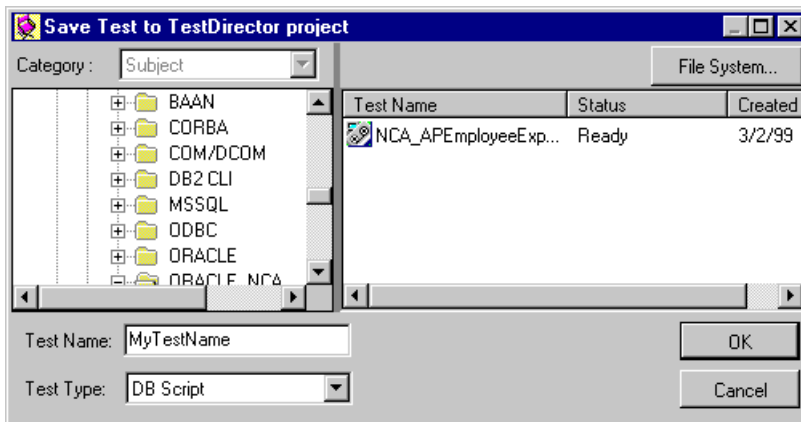 Save Test to TestDirector project
Category : Subject
File System...
BAAN
CORBA
COM/DCOM
DB2 CLI
MSSQL
ODBC
ORACLE
ORACLE_NCA
Test Name Status Created
NCA_APEmployeeExp... Ready 3/2/99
Test Name: MyTestName
OK
Test Type: DB Script
Cancel